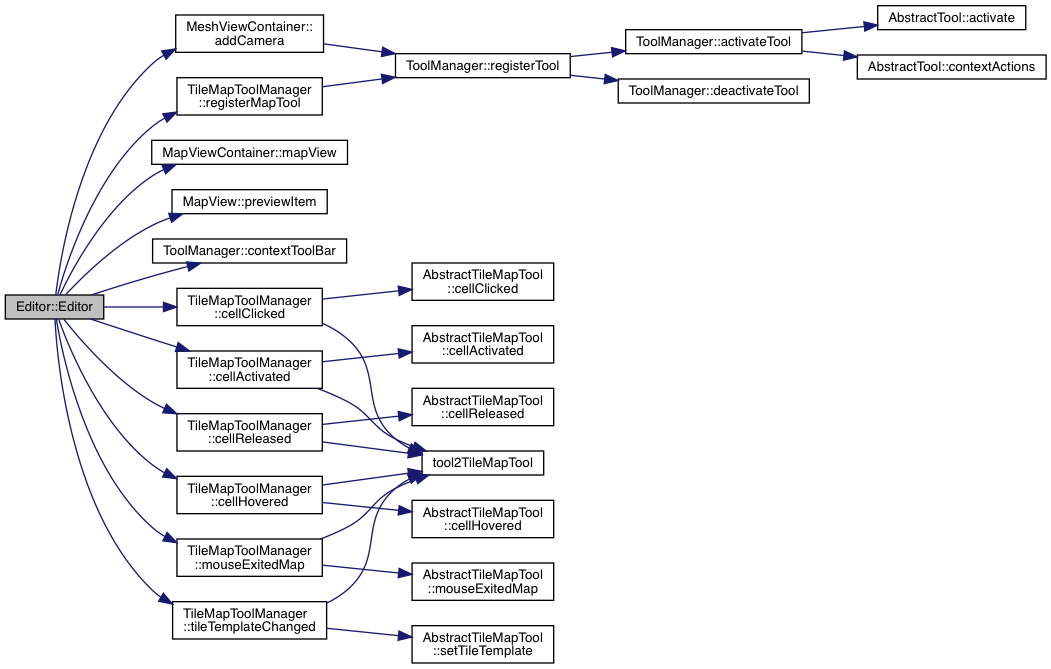 Editor::Editor
MeshViewContainer::
addCamera
TileMapToolManager
::registerMapTool
MapViewContainer::mapView
MapView::previewItem
ToolManager::contextToolBar
TileMapToolManager
::cellClicked
TileMapToolManager
::cellActivated
TileMapToolManager
::cellReleased
TileMapToolManager
::cellHovered
TileMapToolManager
::mouseExitedMap
TileMapToolManager
::tileTemplateChanged
ToolManager::registerTool
AbstractTileMapTool
::cellClicked
AbstractTileMapTool
::cellActivated
AbstractTileMapTool
::cellReleased
tool2TileMapTool
AbstractTileMapTool
::cellHovered
AbstractTileMapTool
::mouseExitedMap
AbstractTileMapTool
::setTileTemplate
ToolManager::activateTool
ToolManager::deactivateTool
AbstractTool::activate
AbstractTool::contextActions